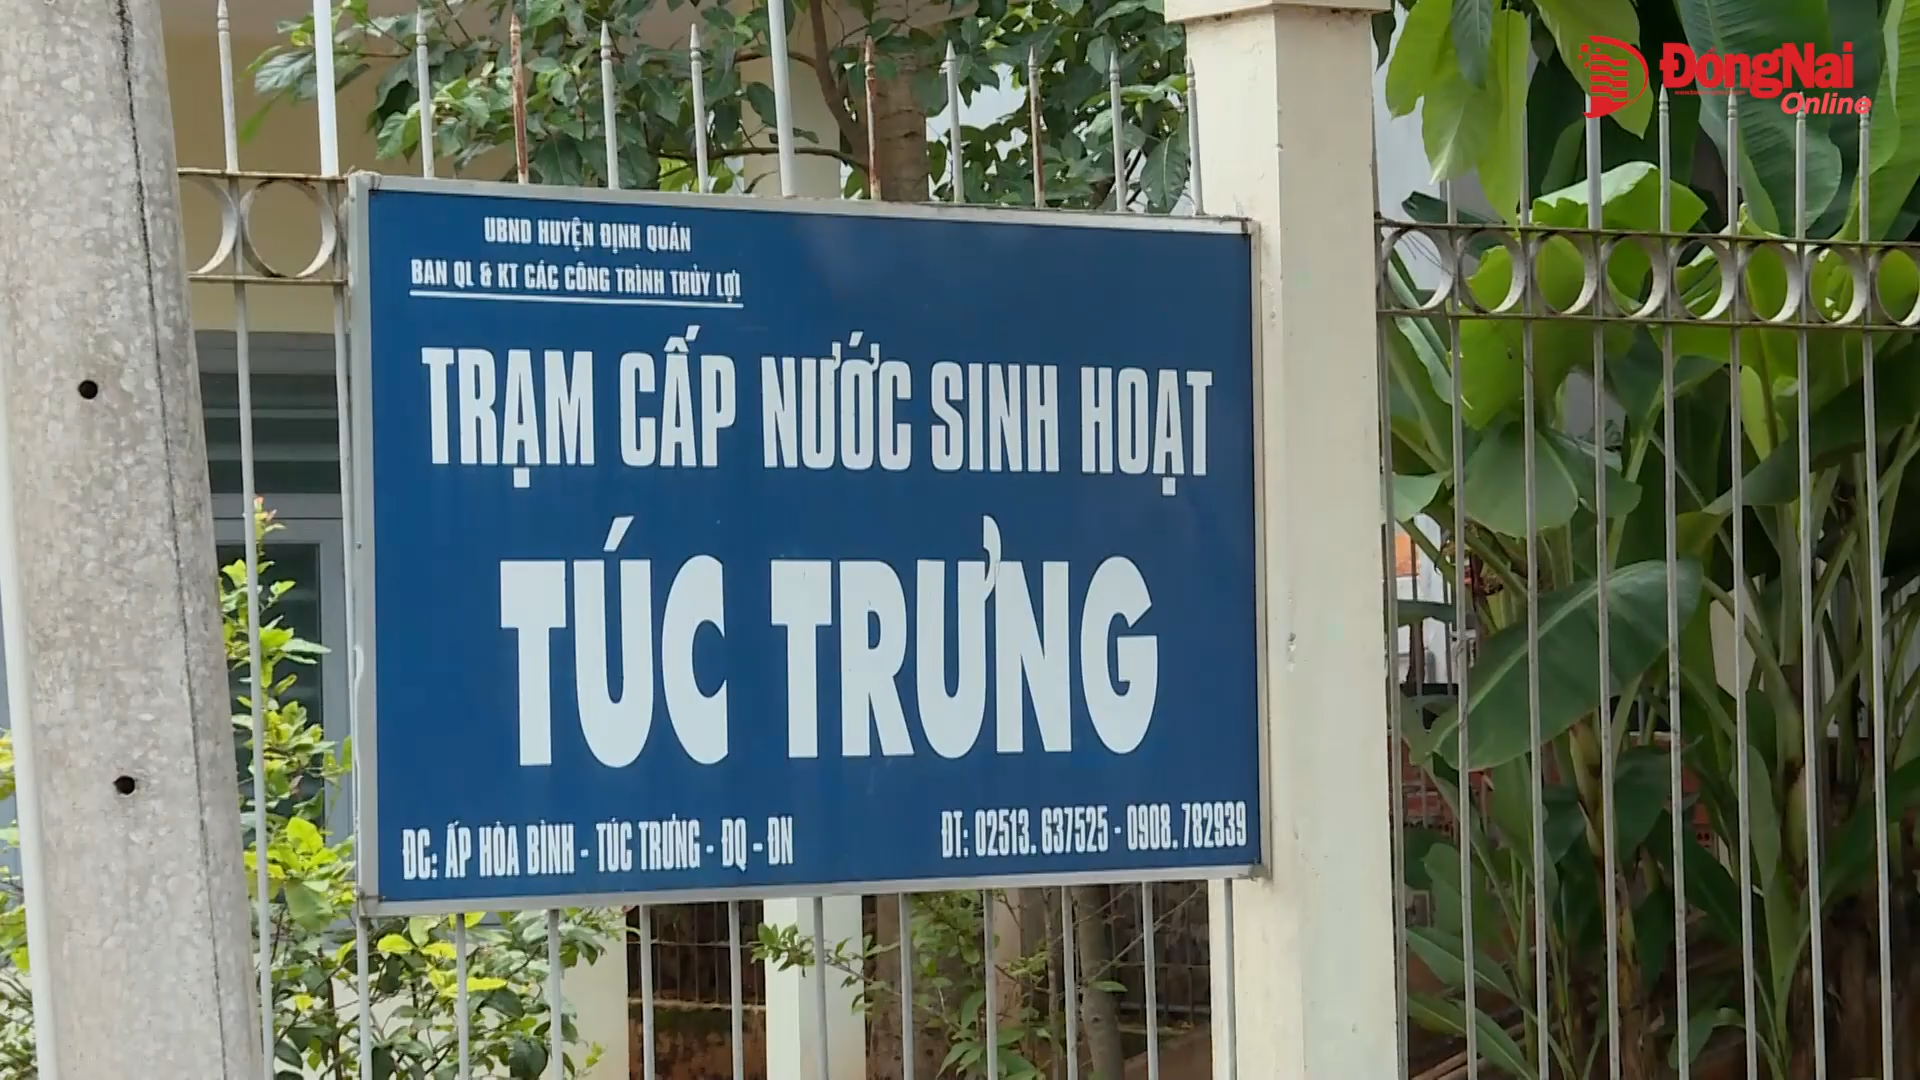 ĐồngNai
Online
UBND HUYỆN ĐỊNH QUÁN
BAN QL & KT CÁC CÔNG TRÌNH THỦY LỢI
TRẠM CẤP NƯỚC SINH HOẠT
TÚC TRƯNG
ĐC: ẤP HÒA BÌNH - TÚC TRƯNG - ĐQ - ĐN
ĐT: 02513. 637525 - 0908. 782939